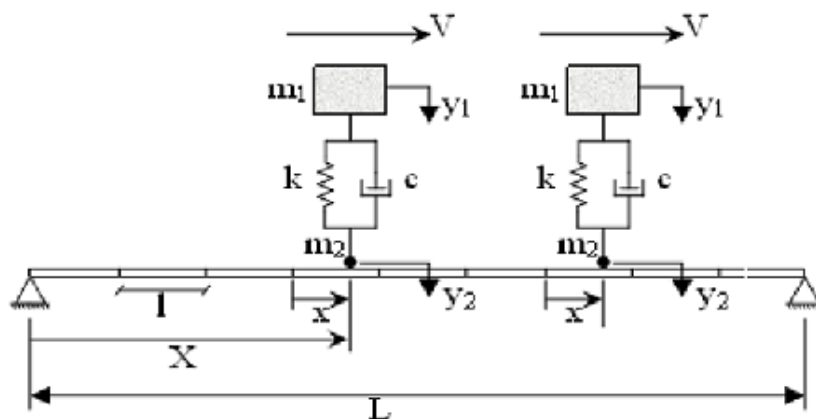 V V
m₁ y₁ m₁ y₁
k c k c
m₂ y₂ m₂ y₂
l x x
X
L